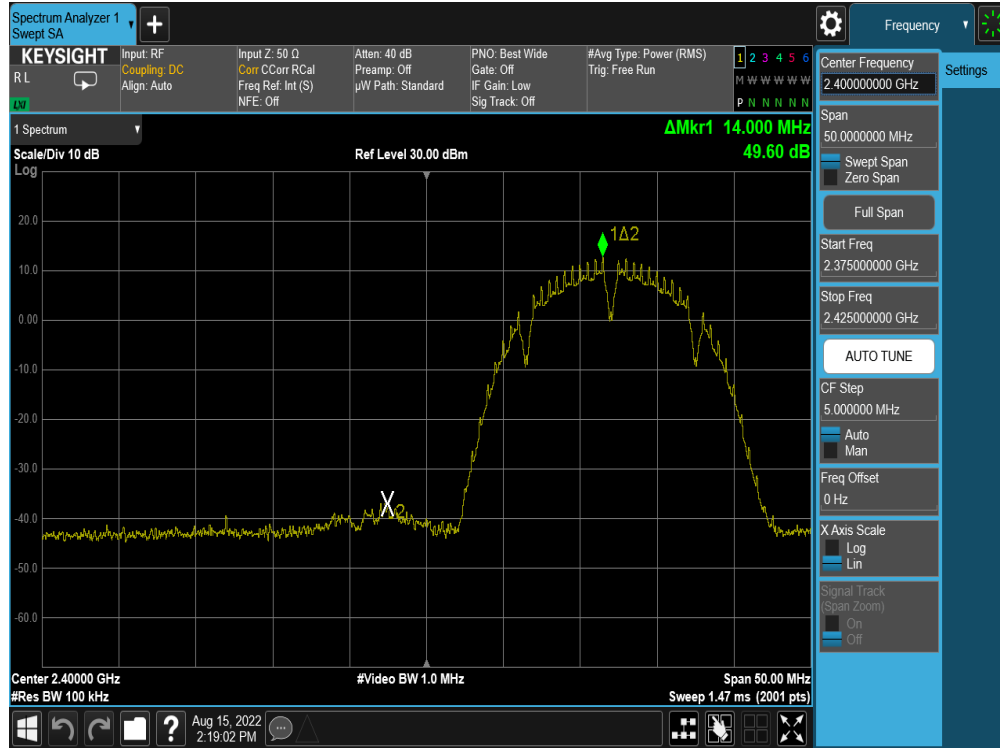 Spectrum Analyzer 1
Swept SA
+
Frequency
KEYSIGHT
R L
LXI
Input: RF
Coupling: DC
Align: Auto
Input Z: 50 Ω
Corr CCorr RCal
Freq Ref: Int (S)
NFE: Off
Atten: 40 dB
Preamp: Off
µW Path: Standard
PNO: Best Wide
Gate: Off
IF Gain: Low
Sig Track: Off
#Avg Type: Power (RMS)
Trig: Free Run
1 2 3 4 5 6
M W W W W W
P N N N N N
1 Spectrum
Scale/Div 10 dB
Log
Ref Level 30.00 dBm
ΔMkr1 14.000 MHz
49.60 dB
20.0
10.0
0.00
-10.0
-20.0
-30.0
-40.0
-50.0
-60.0
1Δ2
X2
Center 2.40000 GHz
#Res BW 100 kHz
#Video BW 1.0 MHz
Span 50.00 MHz
Sweep 1.47 ms (2001 pts)
Center Frequency
2.400000000 GHz
Settings
Span
50.0000000 MHz
Swept Span
Zero Span
Full Span
Start Freq
2.375000000 GHz
Stop Freq
2.425000000 GHz
AUTO TUNE
CF Step
5.000000 MHz
Auto
Man
Freq Offset
0 Hz
X Axis Scale
Log
Lin
Signal Track
(Span Zoom)
On
Off
?
Aug 15, 2022
2:19:02 PM